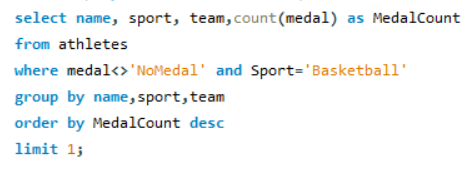 select name, sport, team,count(medal) as MedalCount
from athletes
where medal<>'NoMedal' and Sport='Basketball'
group by name,sport,team
order by MedalCount desc
limit 1;